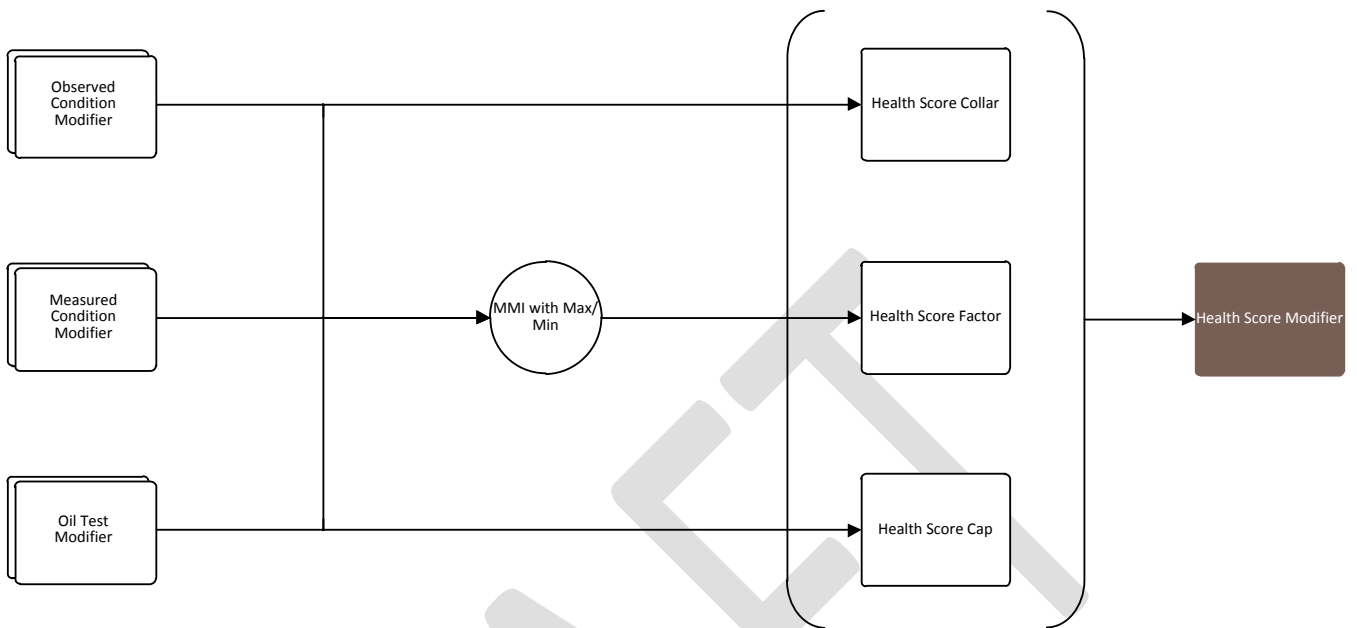 Observed
Condition
Modifier
Health Score Collar
Measured
Condition
Modifier
MMI with Max/
Min
Health Score Factor
Health Score Modifier
Oil Test
Modifier
Health Score Cap